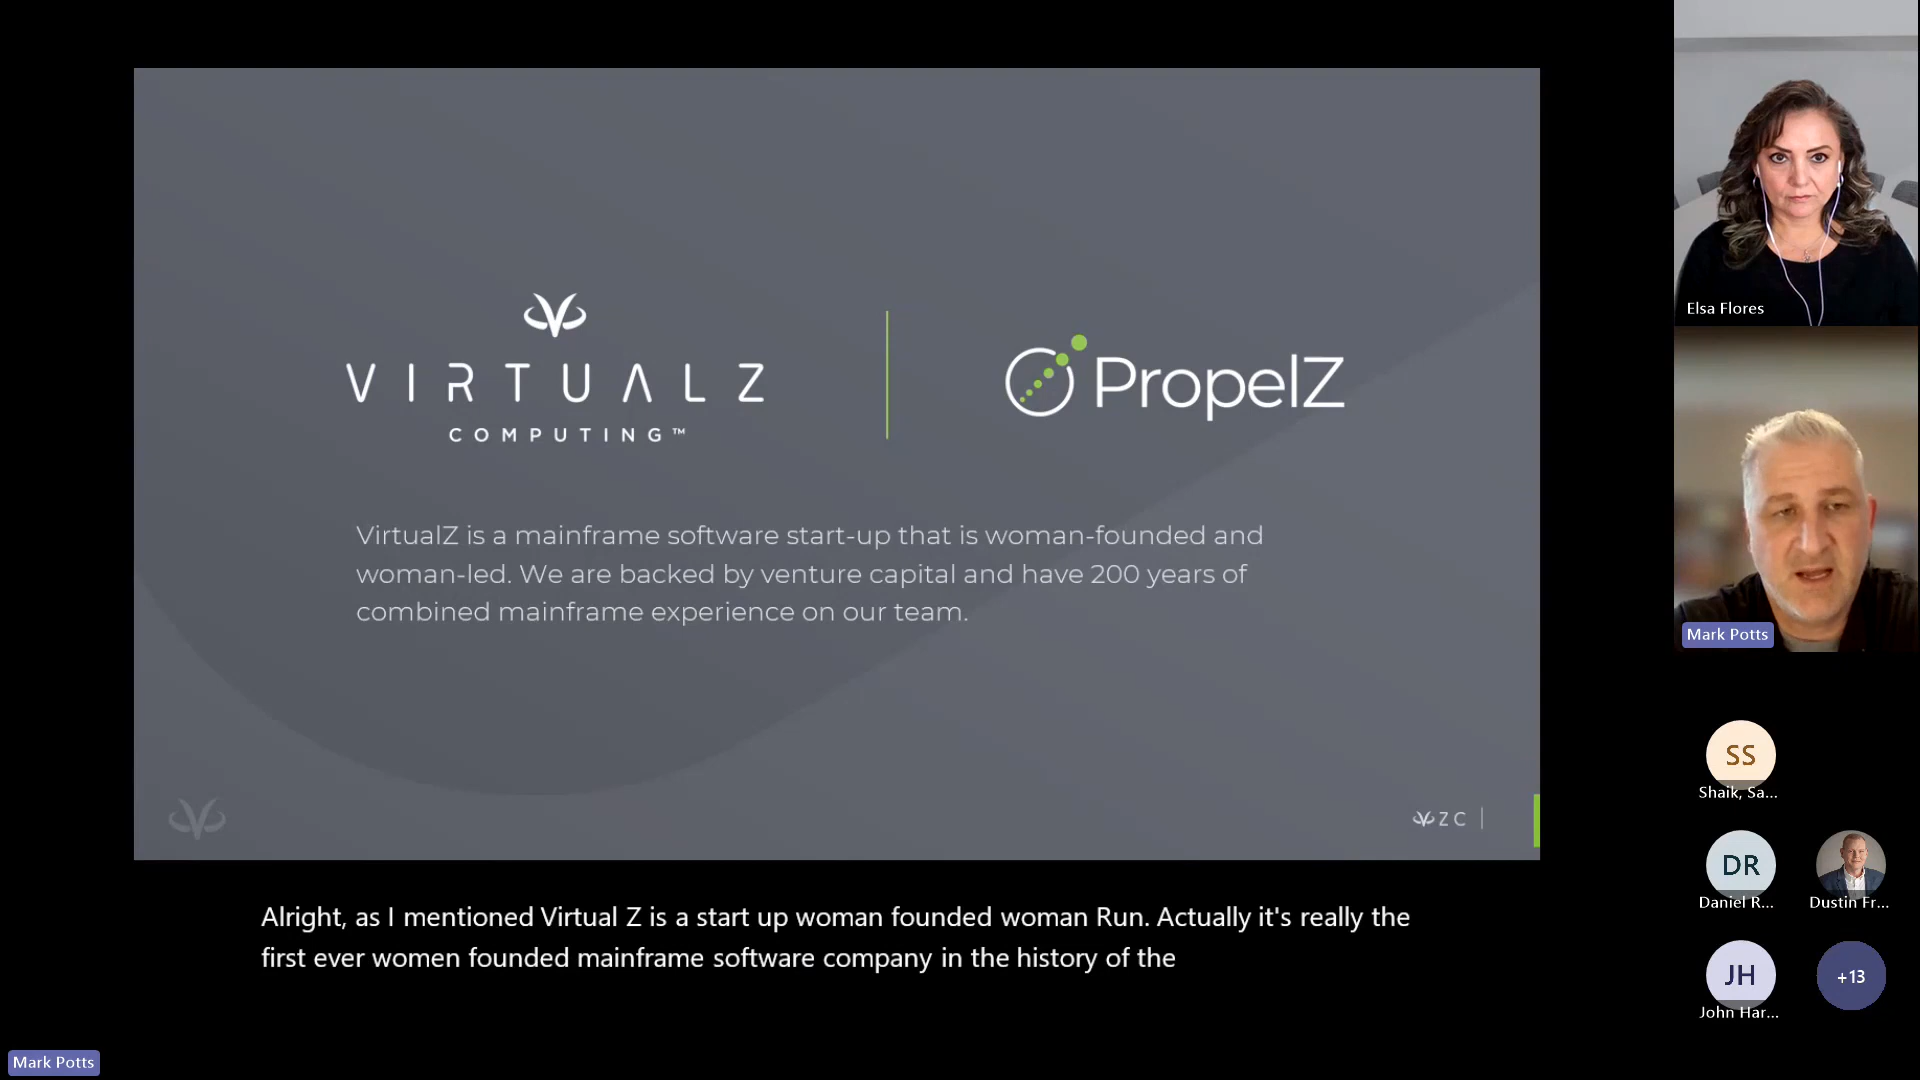 VIRTUALZ
COMPUTING™
PropelZ
VirtualZ is a mainframe software start-up that is woman-founded and
woman-led. We are backed by venture capital and have 200 years of
combined mainframe experience on our team.
ZC
Alright, as I mentioned Virtual Z is a start up woman founded woman Run. Actually it's really the
first ever women founded mainframe software company in the history of the
Mark Potts
Elsa Flores
Mark Potts
SS
Shaik, Sa...
DR
Daniel R...
Dustin Fr...
JH
John Har...
+13